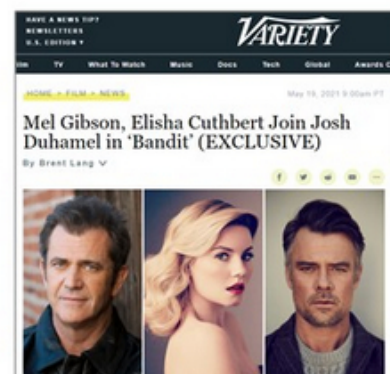 HAVE A NEWS TIP?
NEWSLETTERS
U.S. EDITION ▾
VARIETY
TV What To Watch Music Docs Tech Global Awards
HOME > FILM > NEWS May 19, 2021 9:00am PT
Mel Gibson, Elisha Cuthbert Join Josh
Duhamel in ‘Bandit’ (EXCLUSIVE)
By Brent Lang